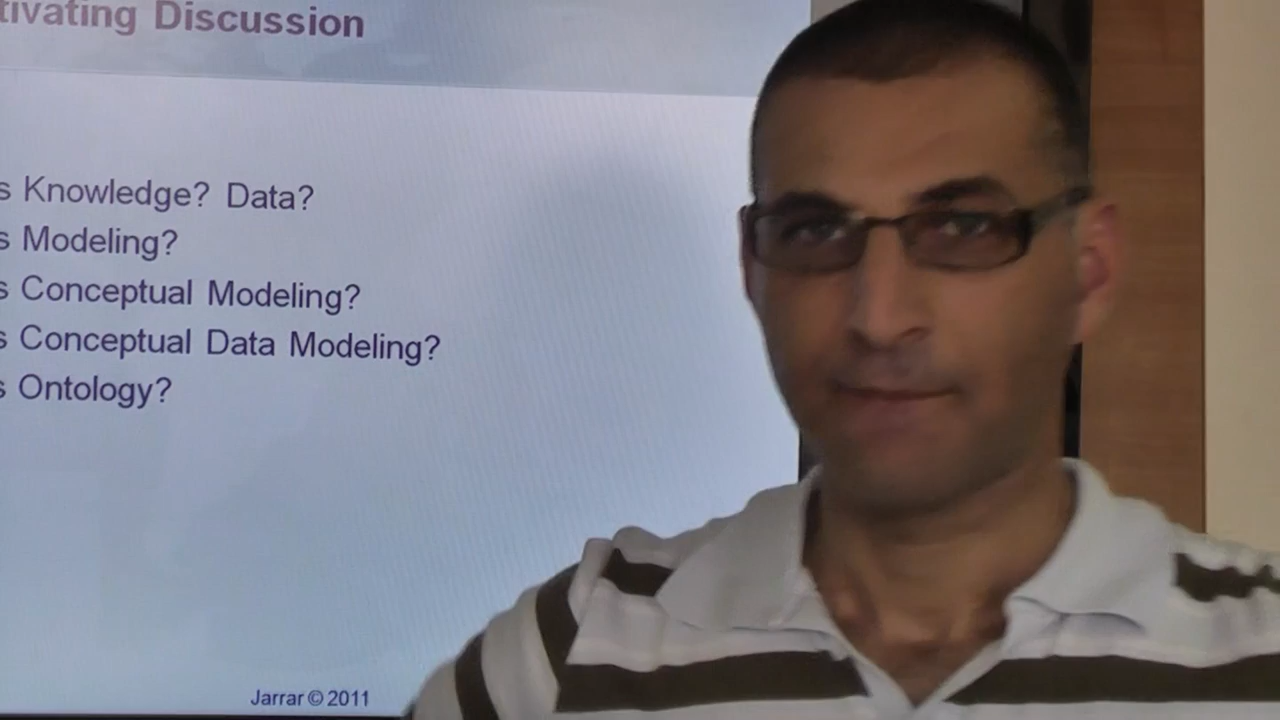 tivating Discussion
s Knowledge? Data?
s Modeling?
s Conceptual Modeling?
s Conceptual Data Modeling?
s Ontology?
Jarrar © 2011